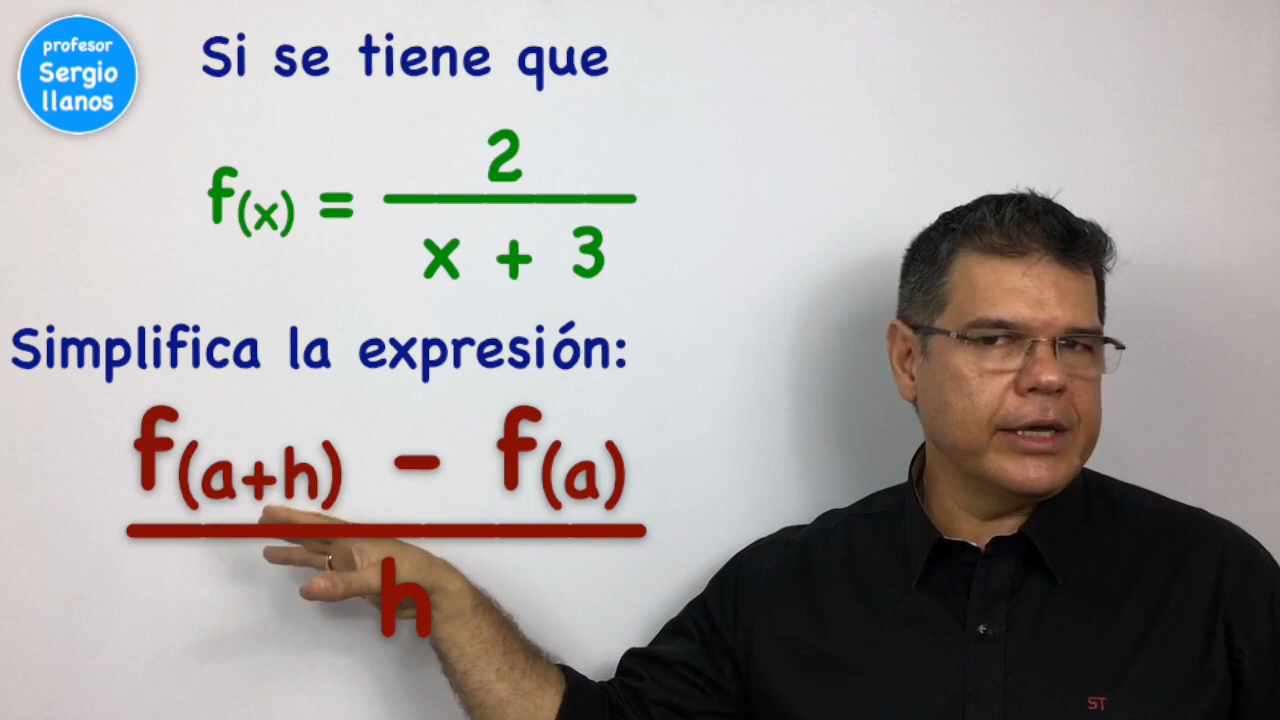 profesor
Sergio
llanos
Si se tiene que
f(x) = 2 / x + 3
Simplifica la expresión:
f(a+h) - f(a)
h
ST